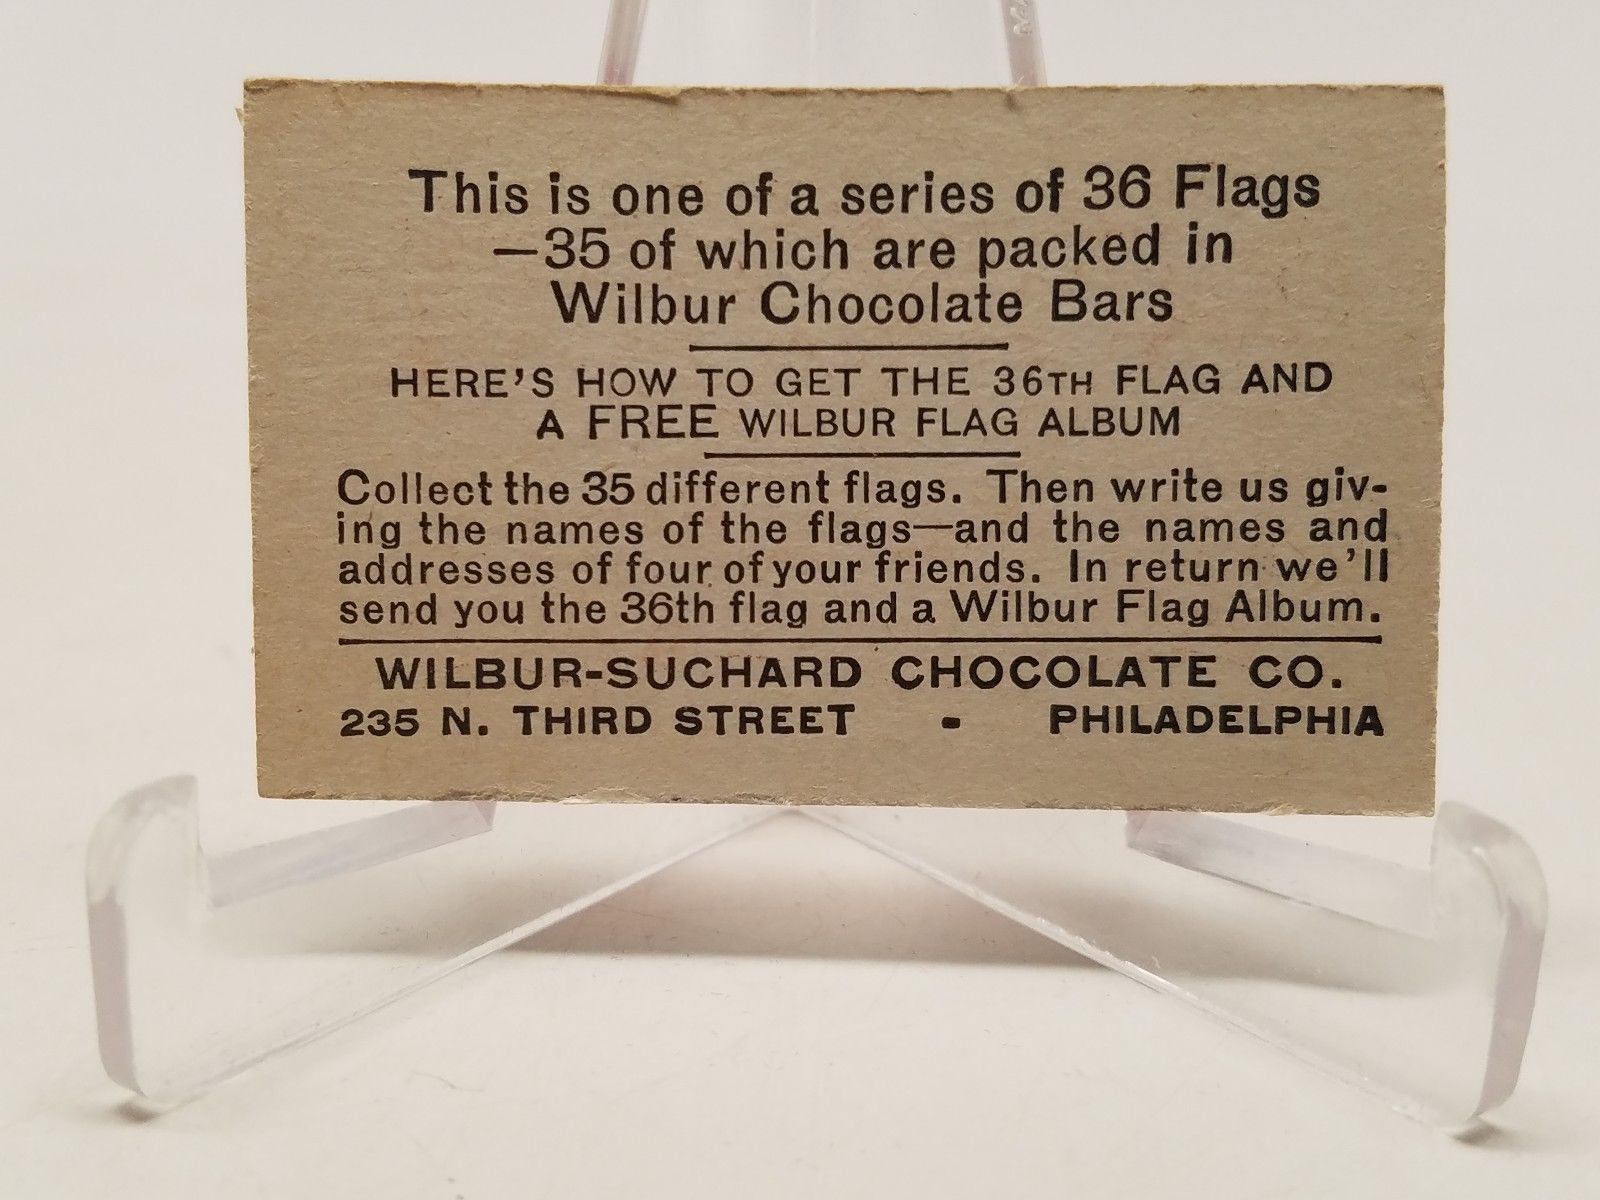 This is one of a series of 36 Flags
—35 of which are packed in
Wilbur Chocolate Bars
HERE'S HOW TO GET THE 36TH FLAG AND
A FREE WILBUR FLAG ALBUM
Collect the 35 different flags. Then write us giv-
ing the names of the flags—and the names and
addresses of four of your friends. In return we'll
send you the 36th flag and a Wilbur Flag Album.
WILBUR-SUCHARD CHOCOLATE CO.
235 N. THIRD STREET - PHILADELPHIA